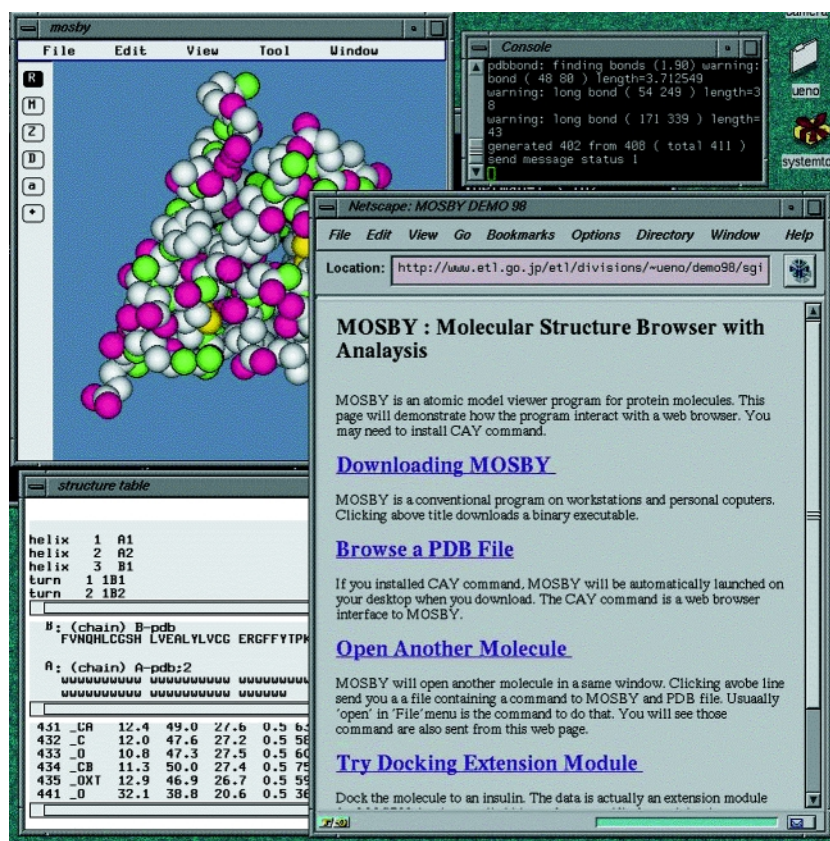 mosby
File Edit View Tool Window
R
M
Z
D
a
+
Console
pdbbond: finding bonds (1.90) warning:
bond ( 48 80 ) length=3.712549
warning: long bond ( 54 249 ) length=3
8
warning: long bond ( 171 339 ) length=
43
generated 402 from 408 ( total 411 )
send message status 1
ueno
Netscape: MOSBY DEMO 98
File Edit View Go Bookmarks Options Directory Window Help
Location: http://www.etl.go.jp/etl/divisions/~ueno/demo98/sgi
MOSBY : Molecular Structure Browser with
Analaysis
MOSBY is an atomic model viewer program for protein molecules. This
page will demonstrate how the program interact with a web browser. You
may need to install CAY command.
Downloading MOSBY
MOSBY is a conventional program on workstations and personal coputers.
Clicking above title downloads a binary executable.
Browse a PDB File
If you installed CAY command, MOSBY will be automatically launched on
your desktop when you download. The CAY command is a web browser
interface to MOSBY.
Open Another Molecule
MOSBY will open another molecule in a same window. Clicking avobe line
send you a a file containing a command to MOSBY and PDB file. Usuaally
'open' in 'File' menu is the command to do that. You will see those
command are also sent from this web page.
Try Docking Extension Module
Dock the molecule to an insulin. The data is actually an extension module
structure table
helix 1 A1
helix 2 A2
helix 3 B1
turn 1 1B1
turn 2 1B2
B: (chain) B-pdb
FVNQHLCGSH LVEALYLVCG ERGFFYTPK
A: (chain) A-pdb;2
wwwwwwwwww wwwwwwwwww
wwwwwwwwww wwwwwwwwww wwwwww
431 _CA 12.4 49.0 27.6 0.5
432 _C 12.0 47.6 27.2 0.5 58
433 _O 10.8 47.3 27.5 0.5 60
434 _CB 11.3 50.0 27.4 0.5 75
435 _OXT 12.9 46.9 26.7 0.5 59
441 _O 32.1 38.8 20.6 0.5 36